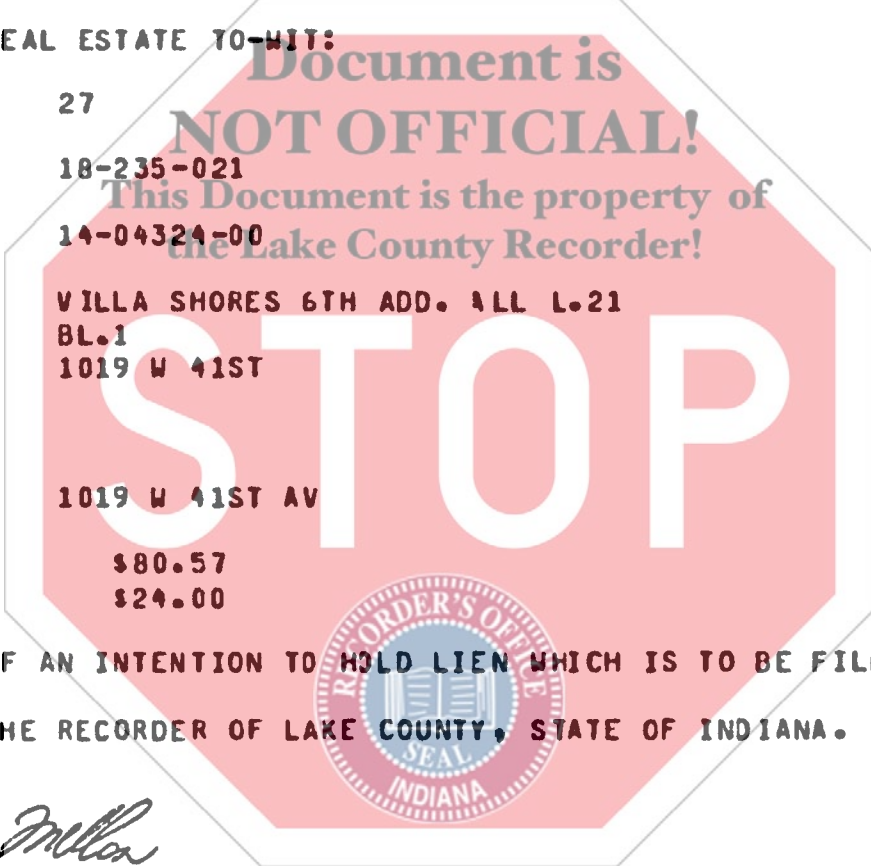 EAL ESTATE TO-WIT:
Document is
27
NOT OFFICIAL!
18-235-021
This Document is the property of
14-04324-00
the Lake County Recorder!
VILLA SHORES 6TH ADD. ALL L.21
BL.1
1019 W 41ST
STOP
1019 W 41ST AV
$80.57
$24.00
RECORDER'S OFFICE
F AN INTENTION TO HOLD LIEN WHICH IS TO BE FIL
HE RECORDER OF LAKE COUNTY, STATE OF INDIANA.
SEAL
INDIANA